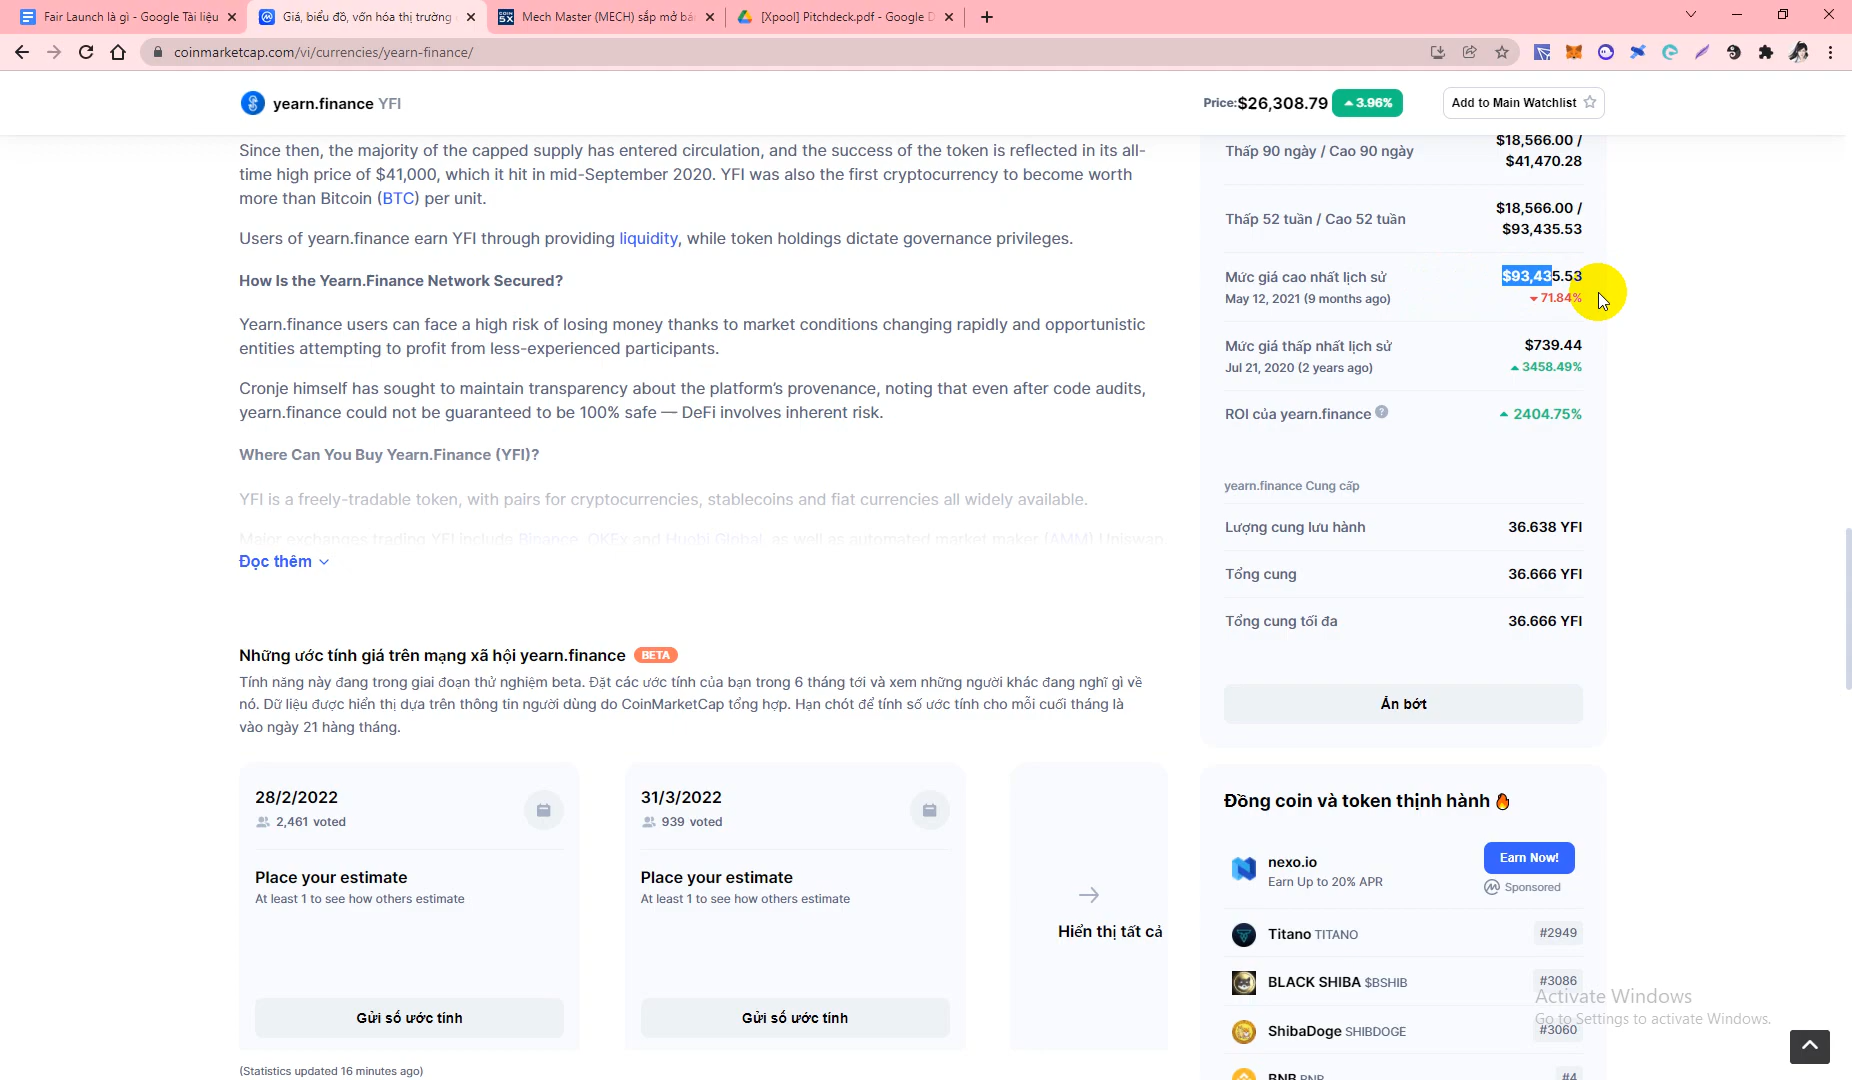 Fair Launch là gì - Google Tài liệu
Giá, biểu đồ, vốn hóa thị trường
Mech Master (MECH) sắp mở bá
[Xpool] Pitchdeck.pdf - Google D
coinmarketcap.com/vi/currencies/yearn-finance/
yearn.finance YFI
Price:$26,308.79
3.96%
Add to Main Watchlist
Since then, the majority of the capped supply has entered circulation, and the success of the token is reflected in its all-
time high price of $41,000, which it hit in mid-September 2020. YFI was also the first cryptocurrency to become worth
more than Bitcoin (BTC) per unit.
Users of yearn.finance earn YFI through providing liquidity, while token holdings dictate governance privileges.
How Is the Yearn.Finance Network Secured?
Yearn.finance users can face a high risk of losing money thanks to market conditions changing rapidly and opportunistic
entities attempting to profit from less-experienced participants.
Cronje himself has sought to maintain transparency about the platform's provenance, noting that even after code audits,
yearn.finance could not be guaranteed to be 100% safe — DeFi involves inherent risk.
Where Can You Buy Yearn.Finance (YFI)?
YFI is a freely-tradable token, with pairs for cryptocurrencies, stablecoins and fiat currencies all widely available.
Major exchanges trading YFI include Binance, OKEx and Huobi Global, as well as automated market maker (AMM) Uniswap.
Đọc thêm
Những ước tính giá trên mạng xã hội yearn.finance BETA
Tính năng này đang trong giai đoạn thử nghiệm beta. Đặt các ước tính của bạn trong 6 tháng tới và xem những người khác đang nghĩ gì về
nó. Dữ liệu được hiển thị dựa trên thông tin người dùng do CoinMarketCap tổng hợp. Hạn chót để tính số ước tính cho mỗi cuối tháng là
vào ngày 21 hàng tháng.
28/2/2022
2,461 voted
Place your estimate
At least 1 to see how others estimate
Gửi số ước tính
31/3/2022
939 voted
Place your estimate
At least 1 to see how others estimate
Gửi số ước tính
Hiển thị tất cả
(Statistics updated 16 minutes ago)
Thấp 90 ngày / Cao 90 ngày
$18,566.00 /
$41,470.28
Thấp 52 tuần / Cao 52 tuần
$18,566.00 /
$93,435.53
Mức giá cao nhất lịch sử
$93,435.53
May 12, 2021 (9 months ago)
71.84%
Mức giá thấp nhất lịch sử
$739.44
Jul 21, 2020 (2 years ago)
3458.49%
ROI của yearn.finance
2404.75%
yearn.finance Cung cấp
Lượng cung lưu hành
36.638 YFI
Tổng cung
36.666 YFI
Tổng cung tối đa
36.666 YFI
Ẩn bớt
Đồng coin và token thịnh hành
nexo.io
Earn Up to 20% APR
Earn Now!
Sponsored
Titano TITANO
#2949
BLACK SHIBA $BSHIB
#3086
ShibaDoge SHIBDOGE
#3060
BNB BNB
#4
Activate Windows
Go to Settings to activate Windows.